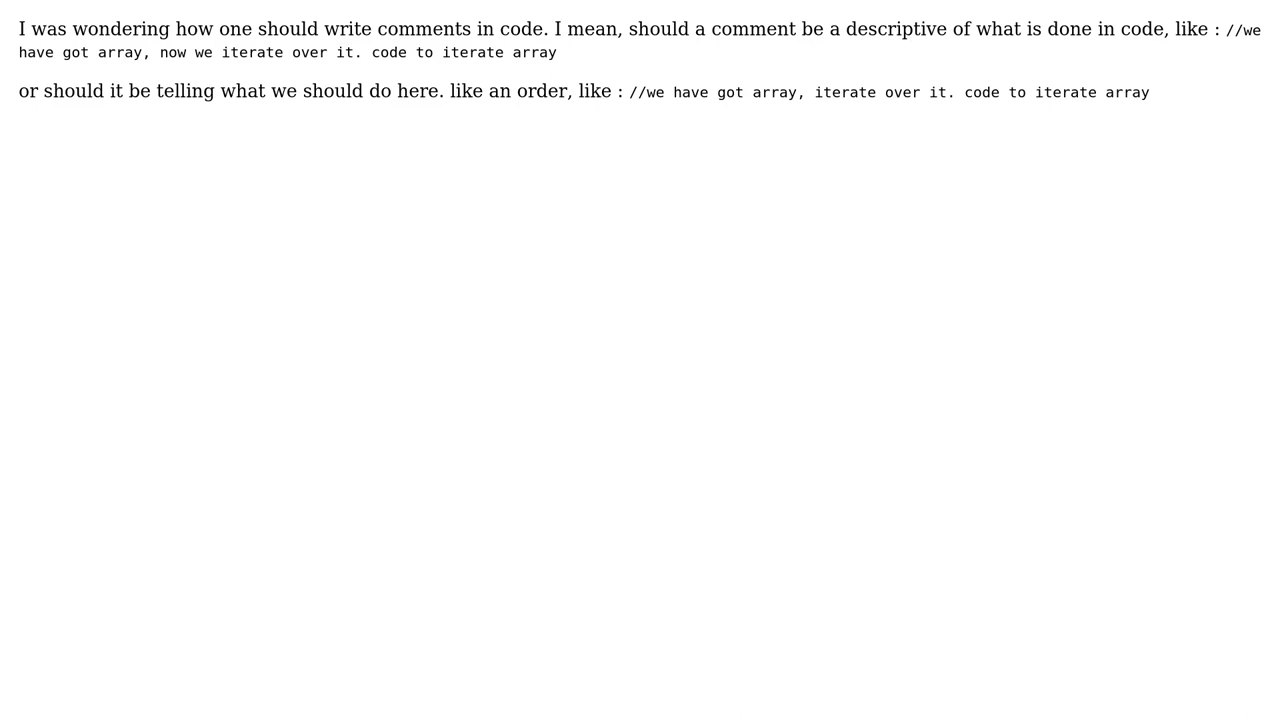 I was wondering how one should write comments in code. I mean, should a comment be a descriptive of what is done in code, like : //we
have got array, now we iterate over it. code to iterate array
or should it be telling what we should do here. like an order, like : //we have got array, iterate over it. code to iterate array